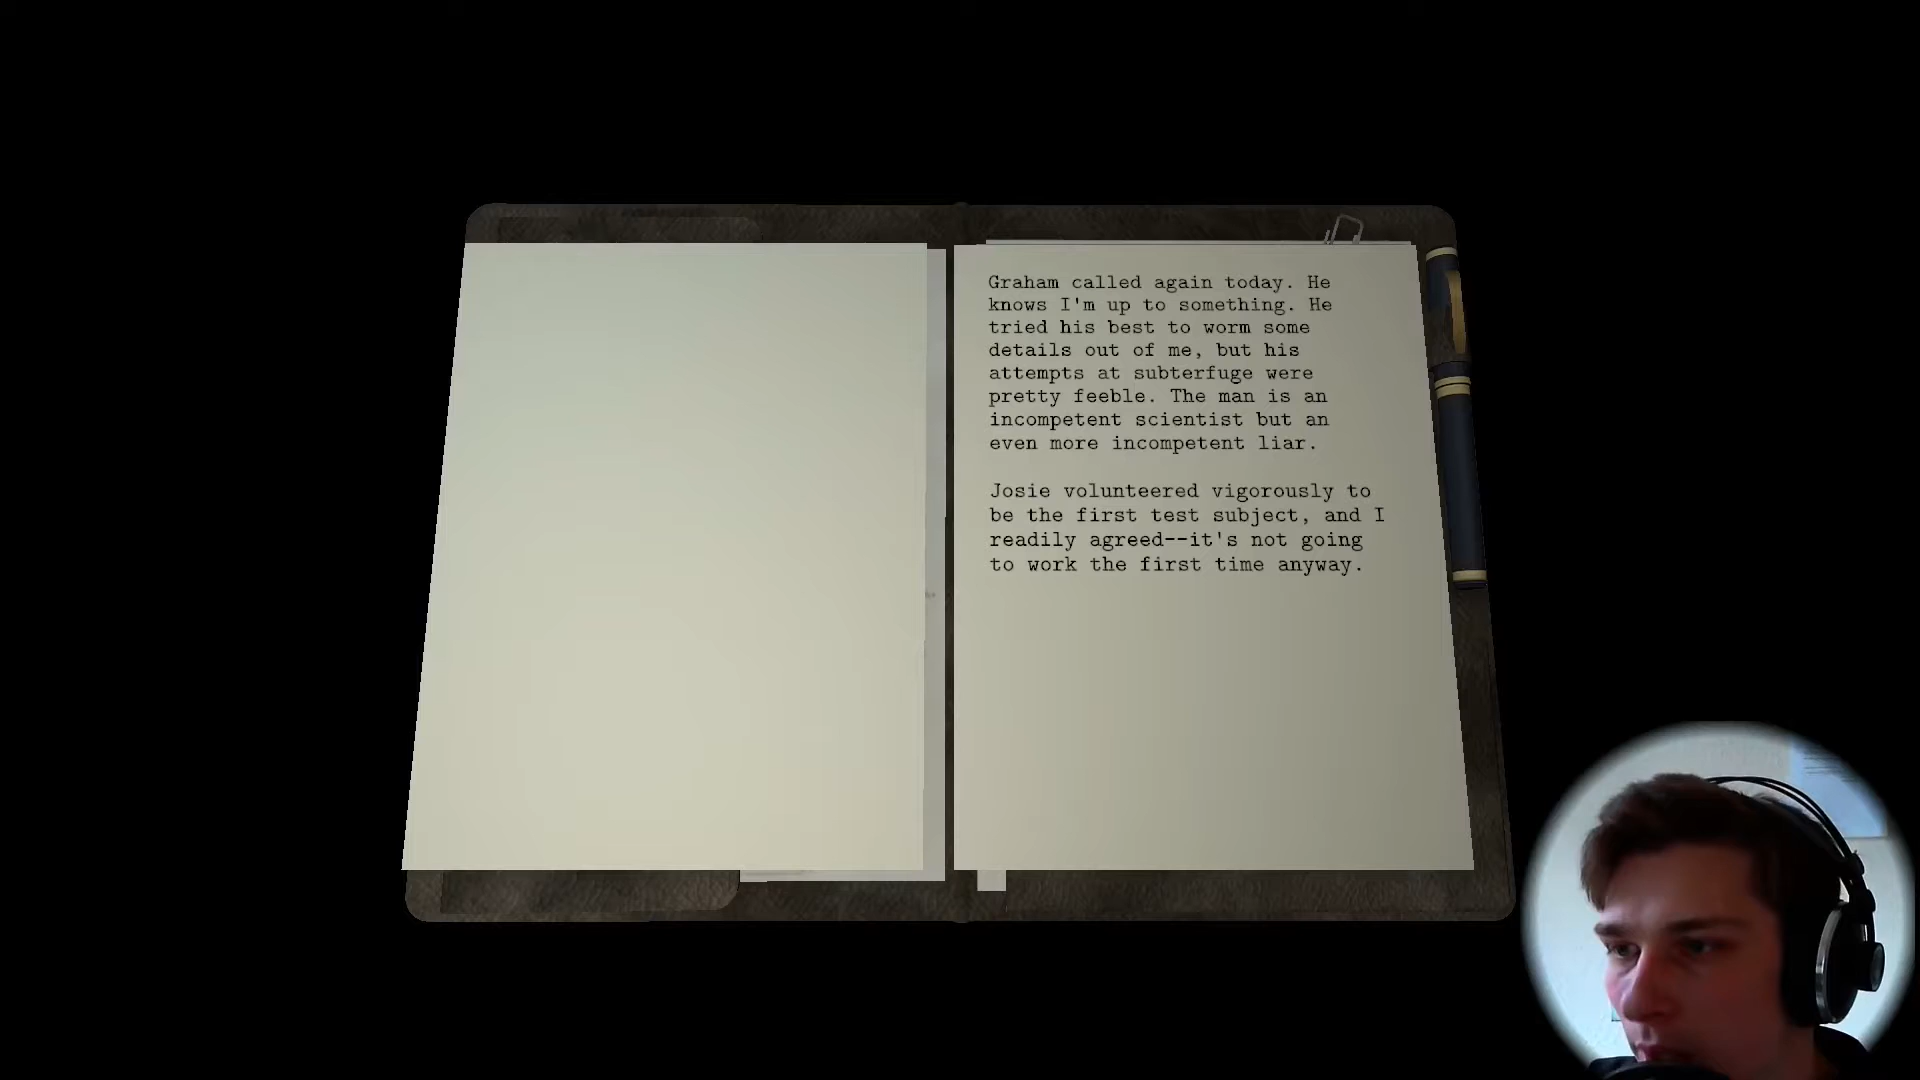 Graham called again today. He
knows I'm up to something. He
tried his best to worm some
details out of me, but his
attempts at subterfuge were
pretty feeble. The man is an
incompetent scientist but an
even more incompetent liar.
Josie volunteered vigorously to
be the first test subject, and I
readily agreed--it's not going
to work the first time anyway.